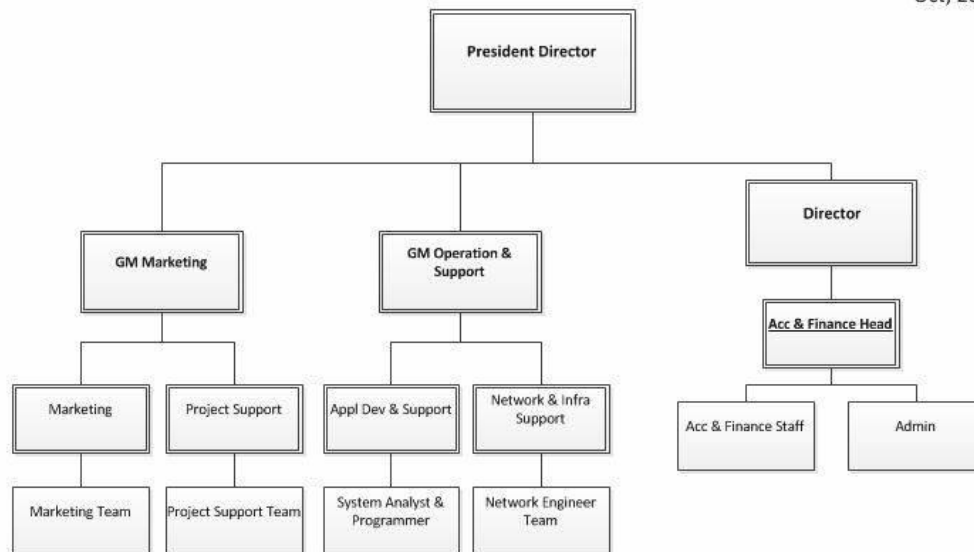 Oct,
President Director
Director
GM Marketing
GM Operation &
Support
Acc & Finance Head
Marketing
Project Support
Appl Dev & Support
Network & Infra
Support
Acc & Finance Staff
Admin
Marketing Team
Project Support Team
System Analyst &
Programmer
Network Engineer
Team